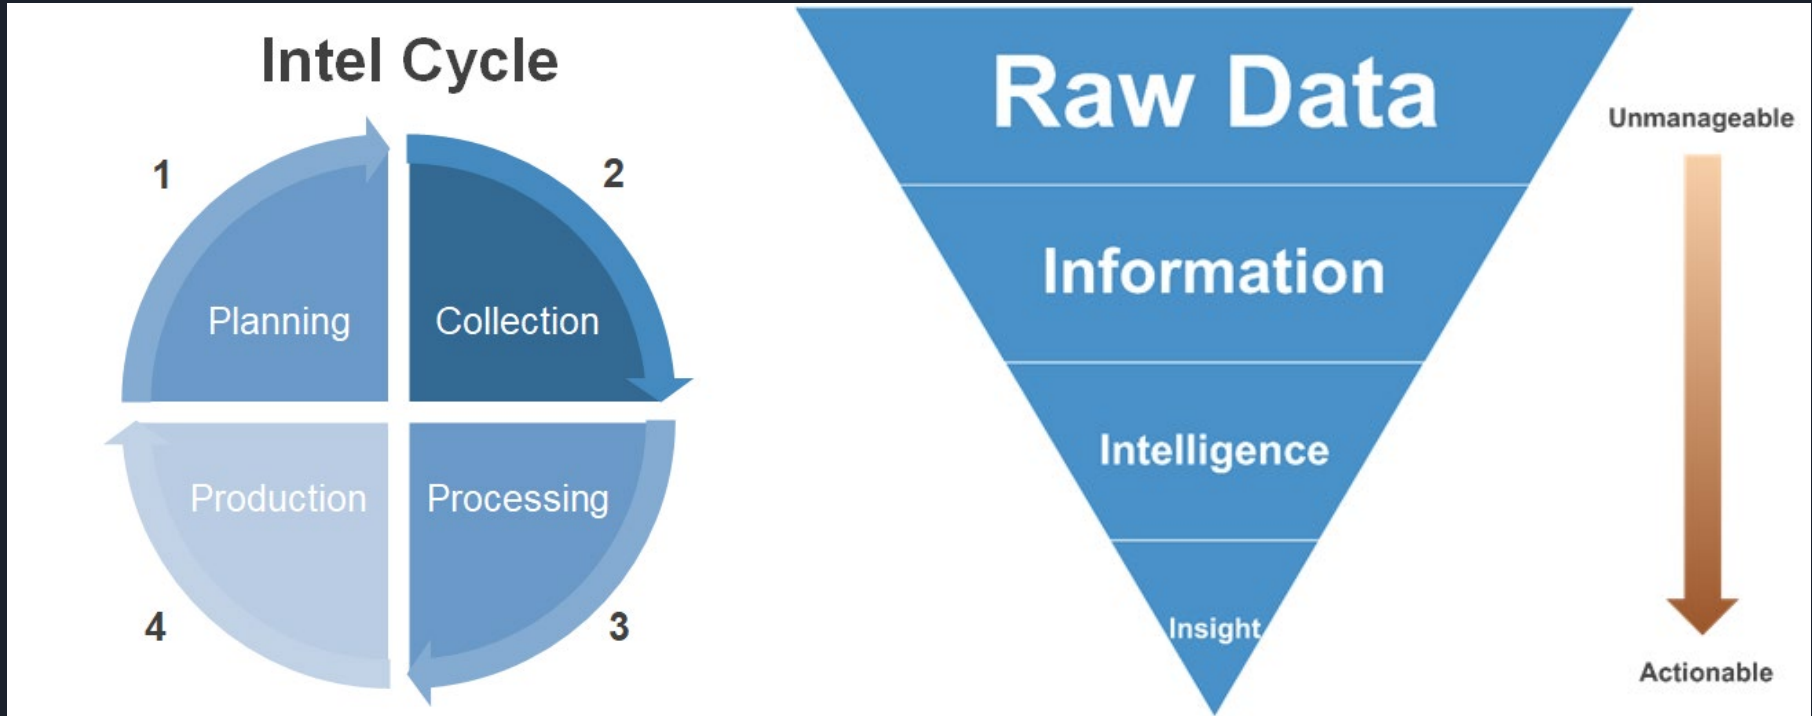 Intel Cycle
1
2
Planning
Collection
Production
Processing
4
3
Raw Data
Information
Intelligence
Insight
Unmanageable
Actionable